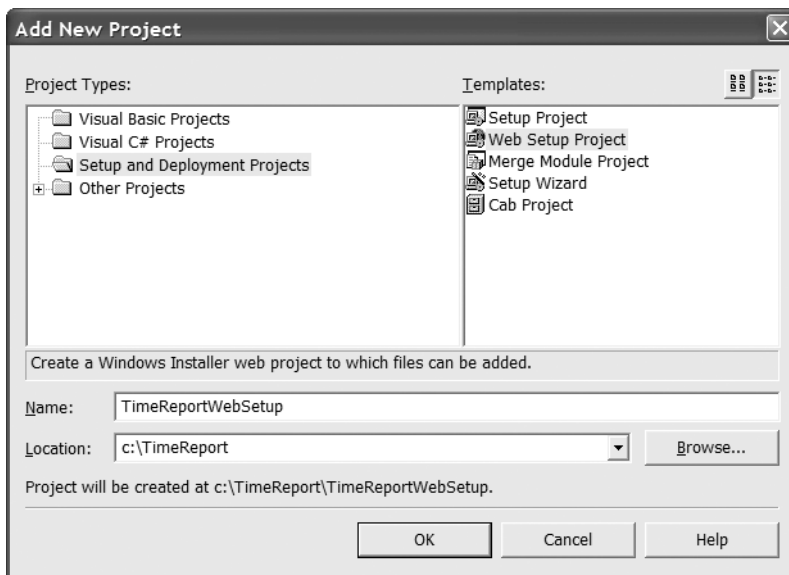 Add New Project
Project Types:
Templates:
Visual Basic Projects
Visual C# Projects
Setup and Deployment Projects
Other Projects
Setup Project
Web Setup Project
Merge Module Project
Setup Wizard
Cab Project
Create a Windows Installer web project to which files can be added.
Name: TimeReportWebSetup
Location: c:\TimeReport Browse...
Project will be created at c:\TimeReport\TimeReportWebSetup.
OK Cancel Help